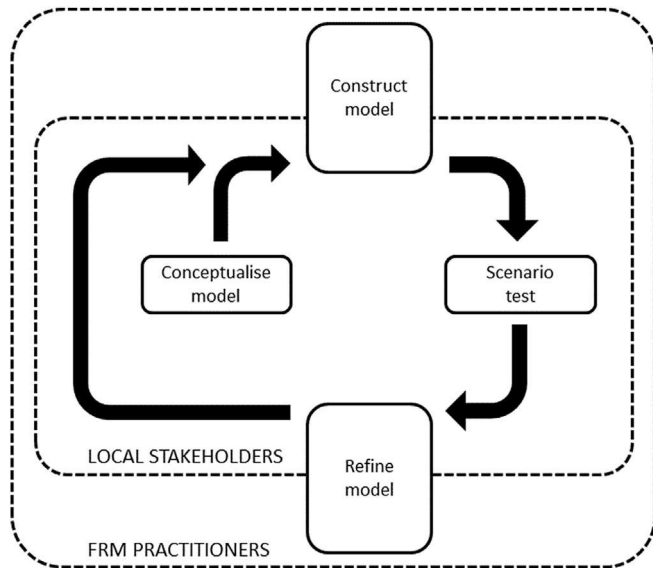 Construct
model
Conceptualise
model
Scenario
test
LOCAL STAKEHOLDERS
Refine
model
FRM PRACTITIONERS